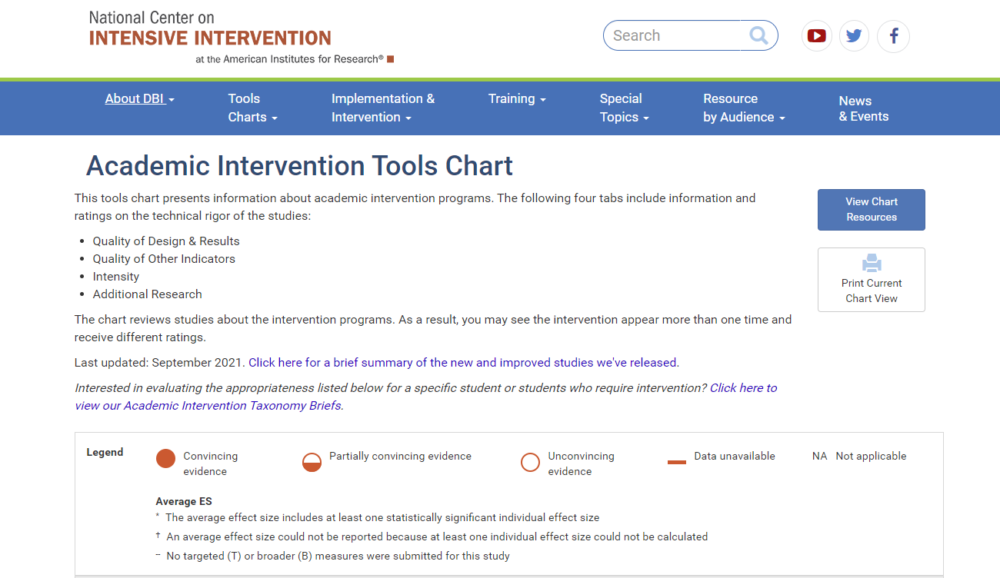 National Center on
INTENSIVE INTERVENTION
at the American Institutes for Research®
Search
About DBI
Tools
Charts
Implementation &
Intervention
Training
Special
Topics
Resource
by Audience
News
& Events
Academic Intervention Tools Chart
This tools chart presents information about academic intervention programs. The following four tabs include information and
ratings on the technical rigor of the studies:
• Quality of Design & Results
• Quality of Other Indicators
• Intensity
• Additional Research
The chart reviews studies about the intervention programs. As a result, you may see the intervention appear more than one time and
receive different ratings.
Last updated: September 2021. Click here for a brief summary of the new and improved studies we've released.
Interested in evaluating the appropriateness listed below for a specific student or students who require intervention? Click here to
view our Academic Intervention Taxonomy Briefs.
View Chart
Resources
Print Current
Chart View
Legend
Convincing
evidence
Partially convincing evidence
Unconvincing
evidence
Data unavailable
NA Not applicable
Average ES
* The average effect size includes at least one statistically significant individual effect size
† An average effect size could not be reported because at least one individual effect size could not be calculated
– No targeted (T) or broader (B) measures were submitted for this study